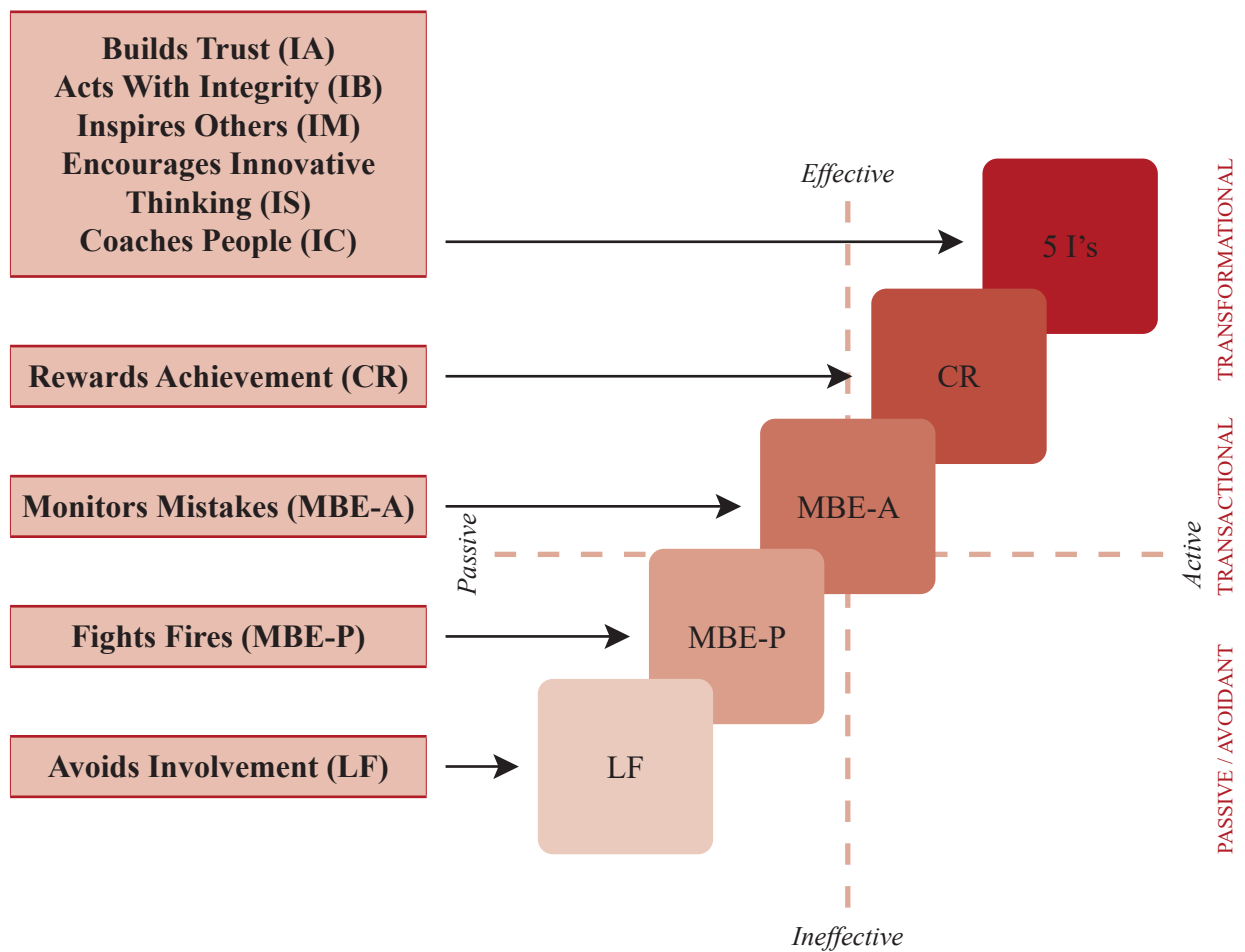 Builds Trust (IA)
Acts With Integrity (IB)
Inspires Others (IM)
Encourages Innovative
Thinking (IS)
Coaches People (IC)
Rewards Achievement (CR)
Monitors Mistakes (MBE-A)
Fights Fires (MBE-P)
Avoids Involvement (LF)
Effective
Passive
Active
Ineffective
5 I's
CR
MBE-A
MBE-P
LF
TRANSFORMATIONAL
TRANSACTIONAL
PASSIVE / AVOIDANT